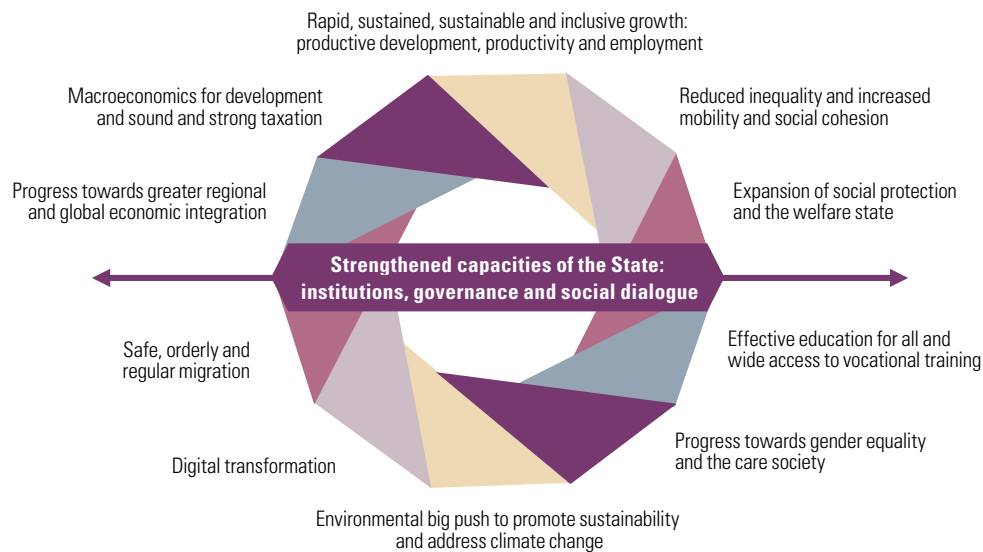 Rapid, sustained, sustainable and inclusive growth:
productive development, productivity and employment
Macroeconomics for development
and sound and strong taxation
Reduced inequality and increased
mobility and social cohesion
Progress towards greater regional
and global economic integration
Expansion of social protection
and the welfare state
Strengthened capacities of the State:
institutions, governance and social dialogue
Safe, orderly and
regular migration
Effective education for all and
wide access to vocational training
Digital transformation
Progress towards gender equality
and the care society
Environmental big push to promote sustainability
and address climate change